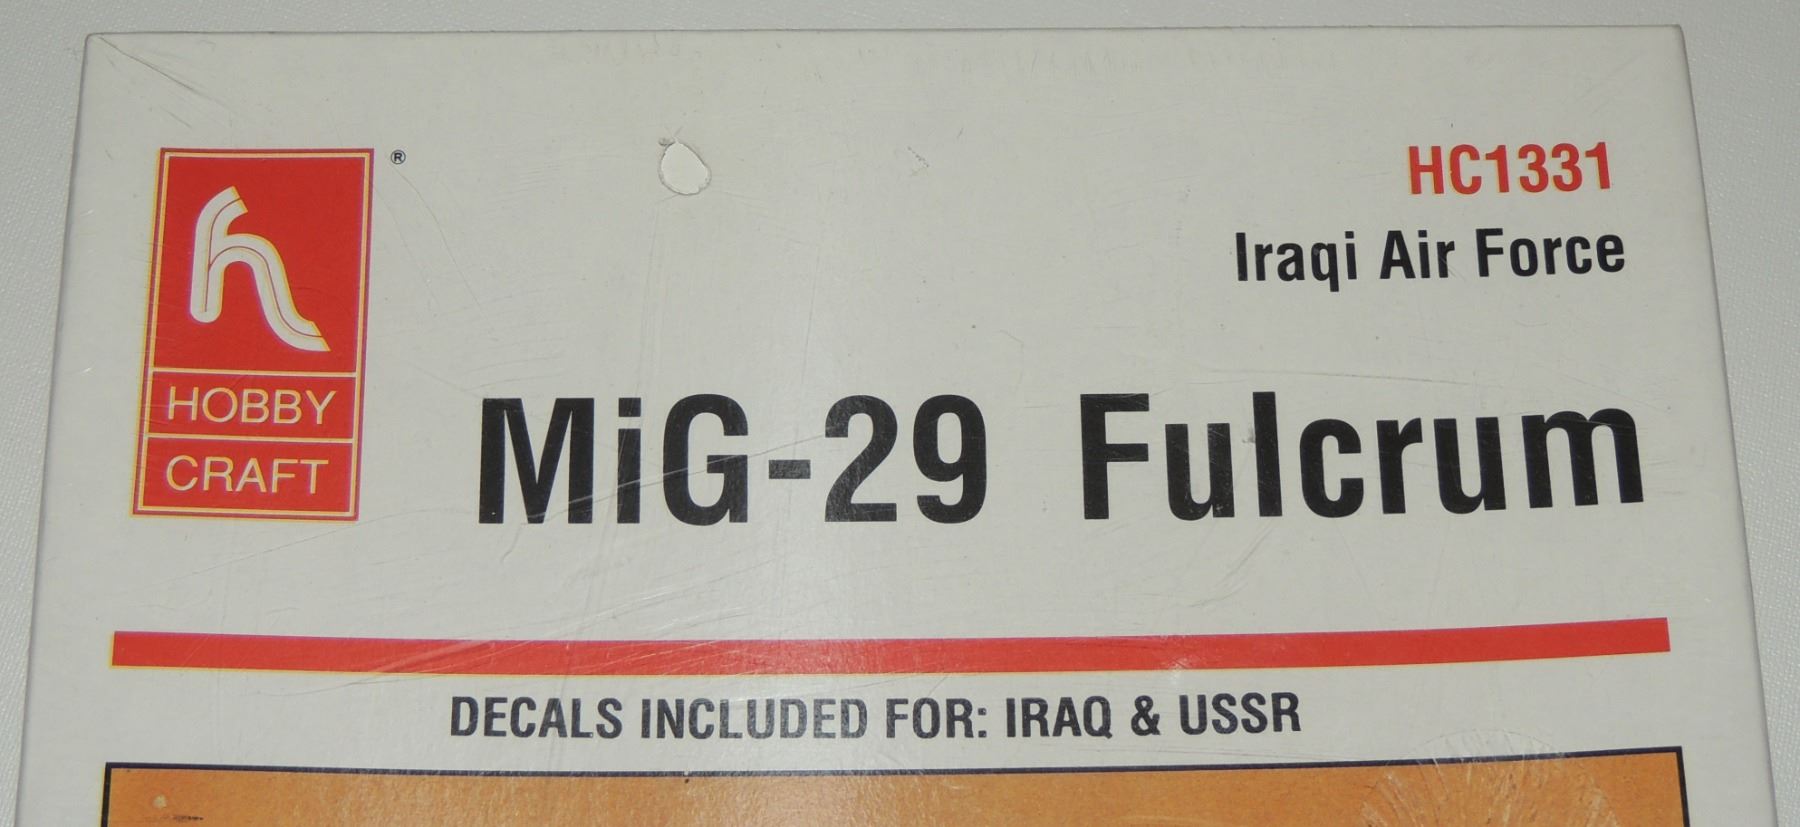 ®
HC1331
Iraqi Air Force
h
HOBBY
CRAFT
MiG-29 Fulcrum
DECALS INCLUDED FOR: IRAQ & USSR